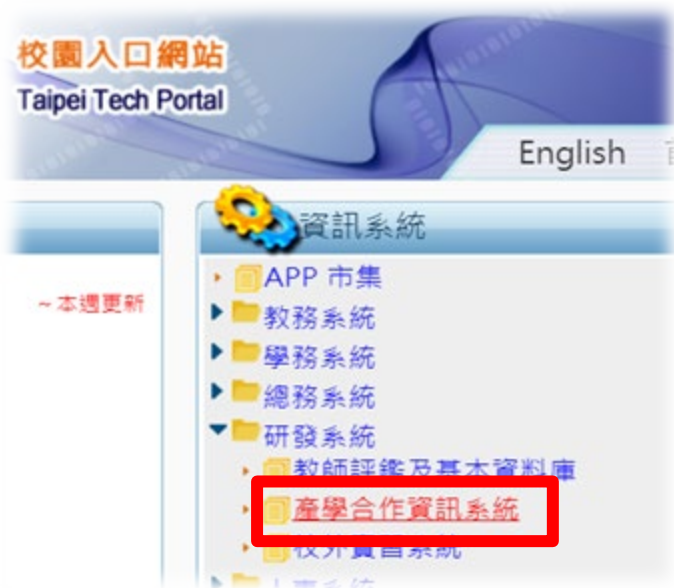 校園入口網站
Taipei Tech Portal
English
資訊系統
APP 市集
~本週更新
教務系統
學務系統
總務系統
研發系統
教師評鑑及基本資料庫
產學合作資訊系統